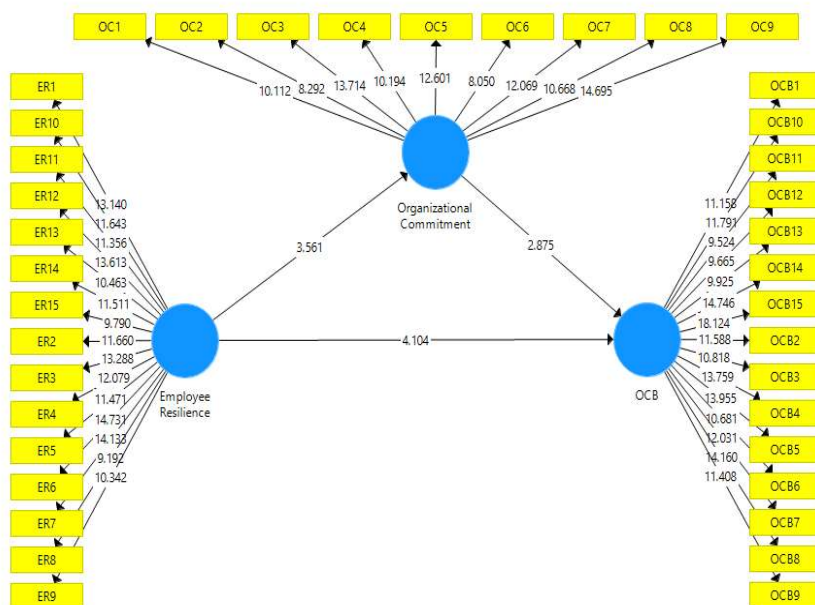 OC1 OC2 OC3 OC4 OC5 OC6 OC7 OC8 OC9
10.112 8.292 13.714 10.194 12.601 8.050 12.069 10.668 14.695
ER1
ER10
ER11
ER12
ER13
ER14
ER15
ER2
ER3
ER4
ER5
ER6
ER7
ER8
ER9
13.140
11.643
11.356
13.613
10.463
11.511
9.790
11.660
13.288
12.079
11.471
14.731
14.133
9.192
10.342
Employee
Resilience
3.561
Organizational
Commitment
2.875
4.104
OCB
11.158
11.791
9.524
9.665
9.925
14.746
18.124
11.588
10.818
13.759
13.955
10.681
12.031
14.160
11.408
OCB1
OCB10
OCB11
OCB12
OCB13
OCB14
OCB15
OCB2
OCB3
OCB4
OCB5
OCB6
OCB7
OCB8
OCB9